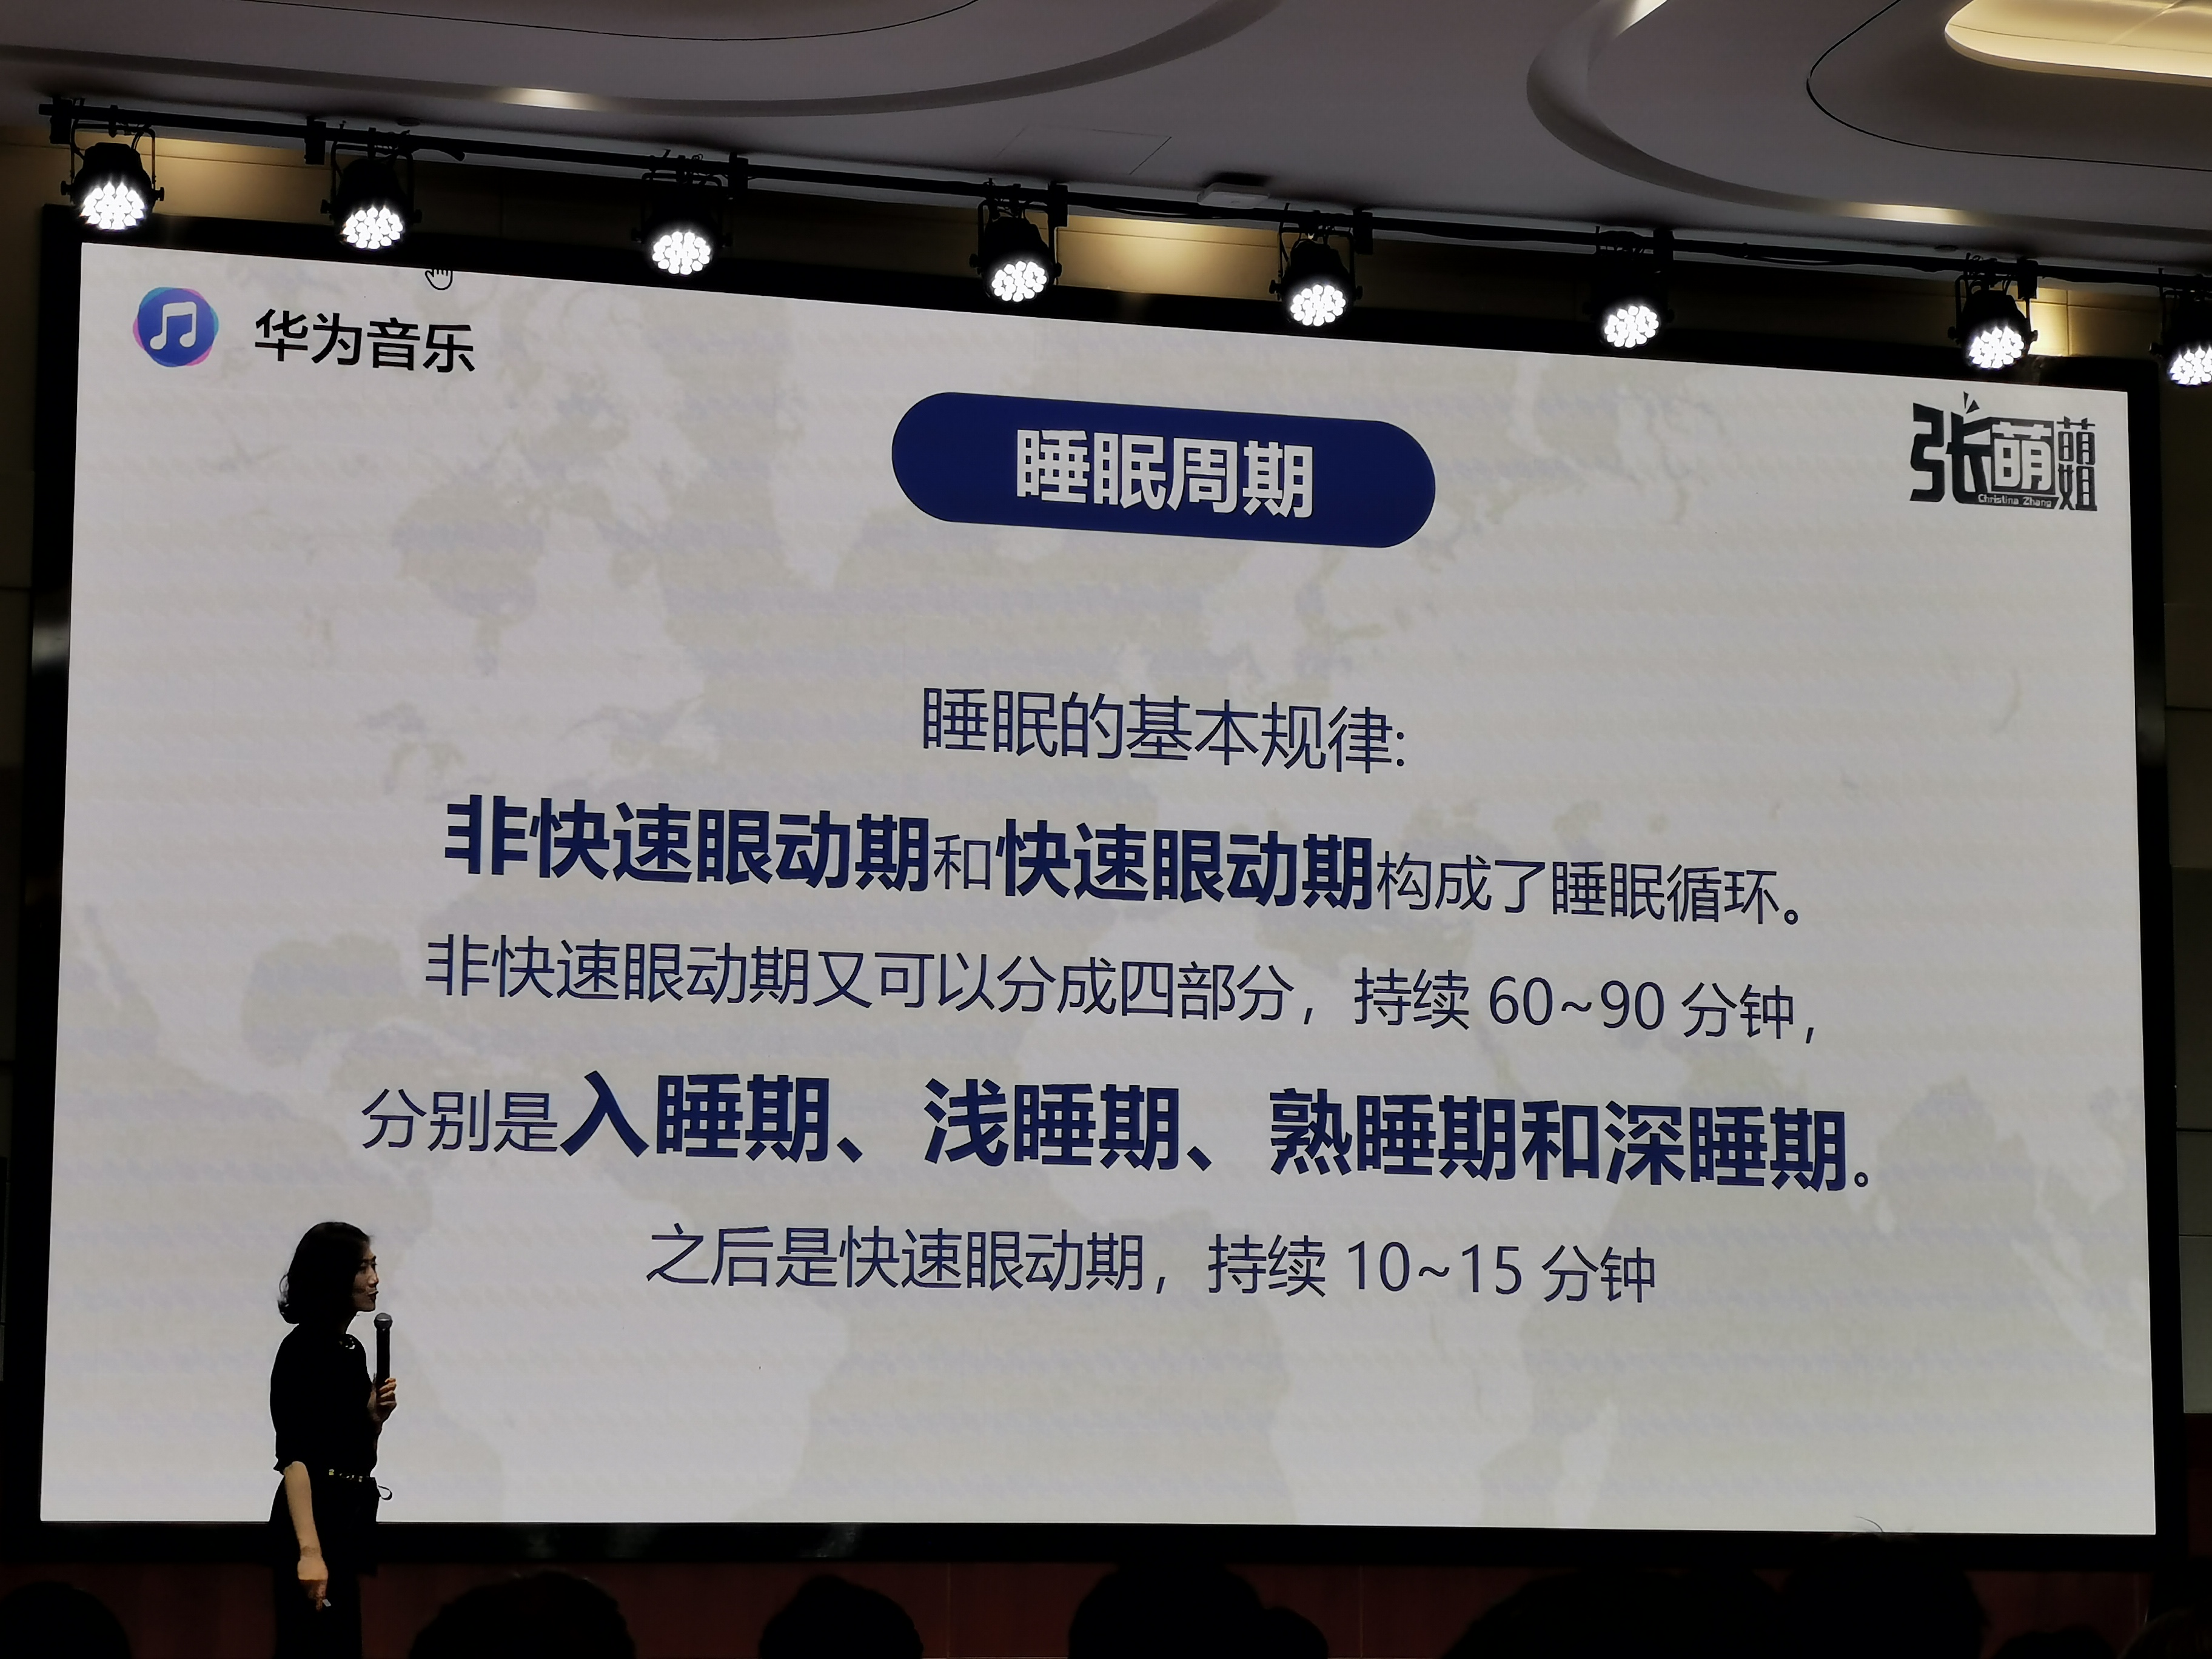 华为音乐
张萌萌姐
Christina Zhang
睡眠周期
睡眠的基本规律:
非快速眼动期和快速眼动期构成了睡眠循环。
非快速眼动期又可以分成四部分，持续 60~90 分钟，
分别是入睡期、浅睡期、熟睡期和深睡期。
之后是快速眼动期，持续 10~15 分钟